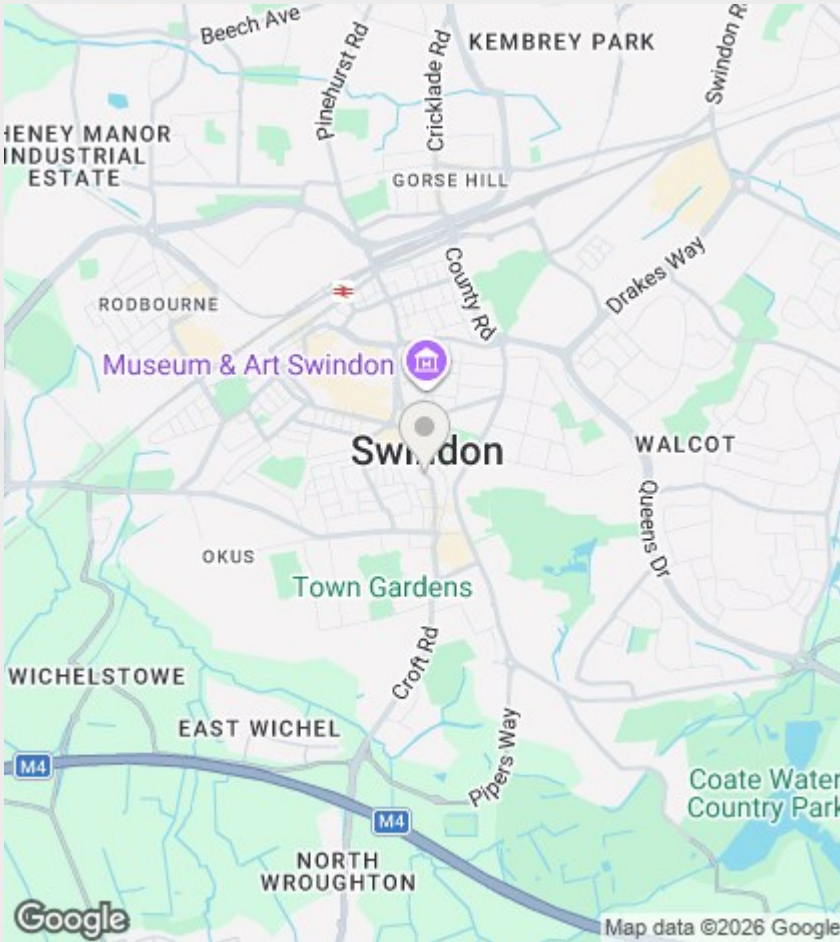 Beech Ave
Pinehurst Rd
Cricklade Rd
KEMBREY PARK
Swindon R
HENEY MANOR
INDUSTRIAL
ESTATE
GORSE HILL
County Rd
Drakes Way
RODBOURNE
Museum & Art Swindon
Swindon
WALCOT
Queens Dr
OKUS
Town Gardens
Croft Rd
WICHELSTOWE
EAST WICHEL
Pipers Way
M4
Coate Water
Country Park
M4
NORTH
WROUGHTON
Google
Map data ©2026 Google